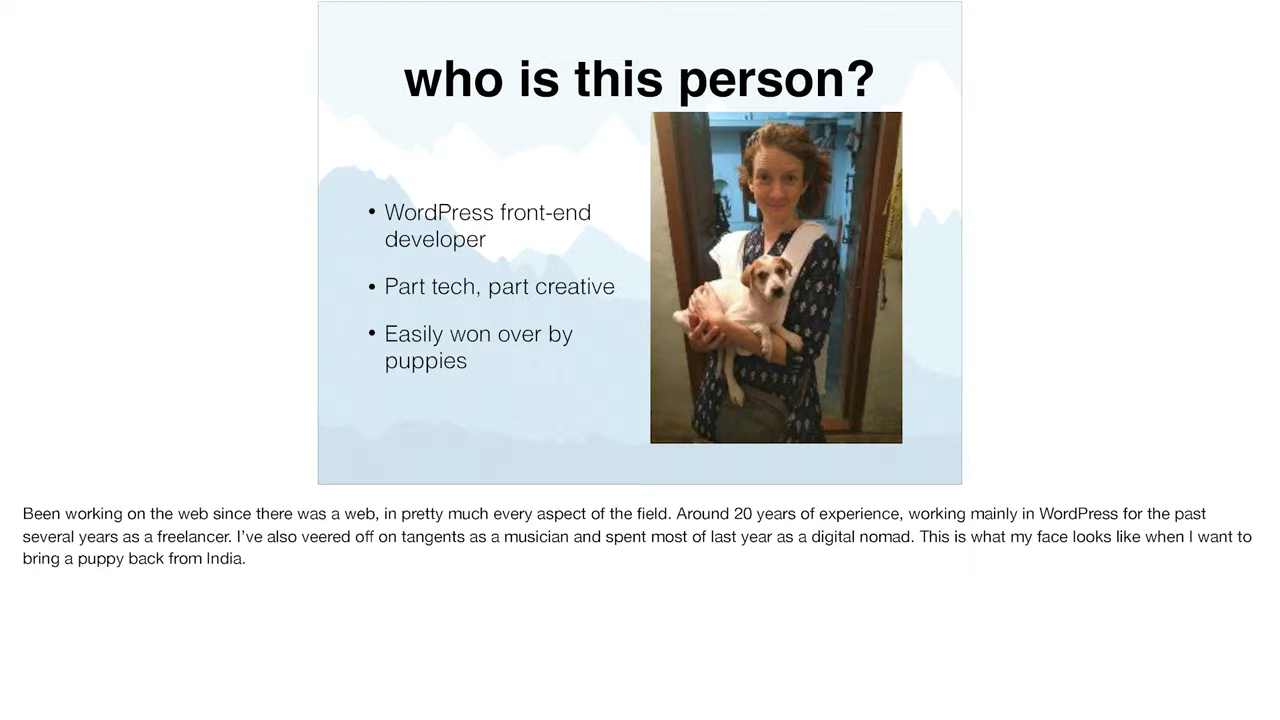 who is this person?
• WordPress front-end
developer
• Part tech, part creative
• Easily won over by
puppies
Been working on the web since there was a web, in pretty much every aspect of the field. Around 20 years of experience, working mainly in WordPress for the past
several years as a freelancer. I’ve also veered off on tangents as a musician and spent most of last year as a digital nomad. This is what my face looks like when I want to
bring a puppy back from India.